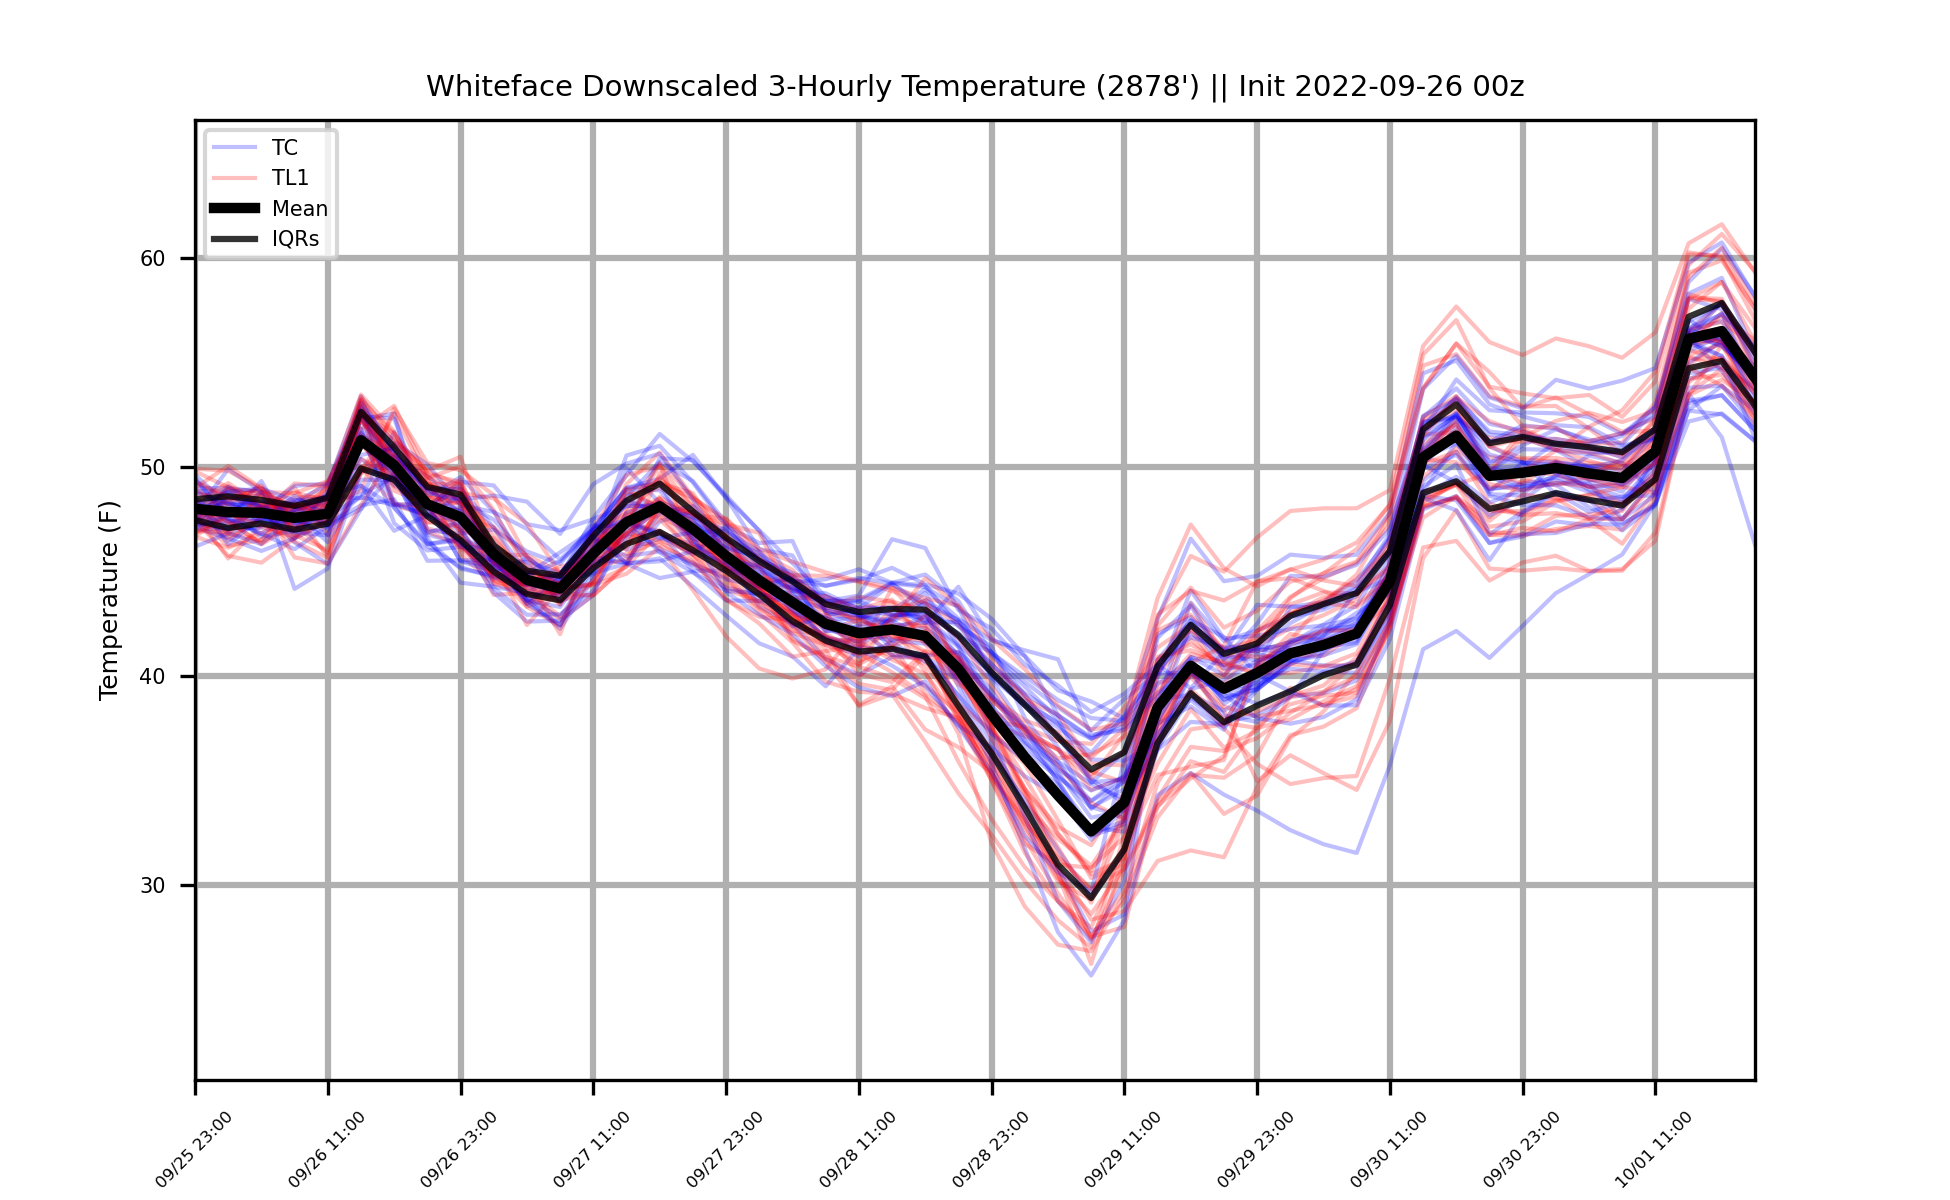 Whiteface Downscaled 3-Hourly Temperature (2878') || Init 2022-09-26 00z
TC
TL1
Mean
IQRs
Temperature (F)
60
50
40
30
09/25 23:00
09/26 11:00
09/26 23:00
09/27 11:00
09/27 23:00
09/28 11:00
09/28 23:00
09/29 11:00
09/29 23:00
09/30 11:00
09/30 23:00
10/01 11:00